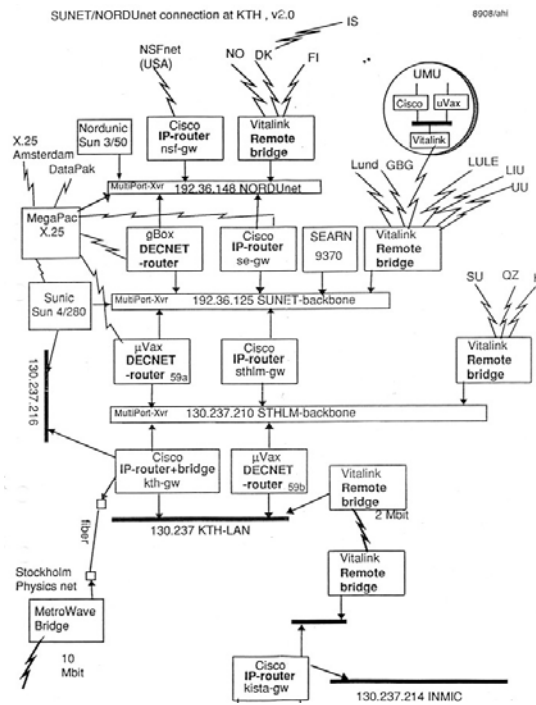 SUNET/NORDUnet connection at KTH , v2.0
8908/ahi
IS
NSFnet
(USA)
NO
DK
FI
UMU
Cisco
uVax
Vitalink
Nordunic
Sun 3/50
Cisco
IP-router
nsf-gw
Vitalink
Remote
bridge
X.25
Amsterdam
DataPak
Lund
GBG
LULE
LIU
UU
MultiPort-Xvr
192.36.148 NORDUnet
MegaPac
X.25
gBox
DECNET
-router
Cisco
IP-router
se-gw
SEARN
9370
Vitalink
Remote
bridge
Sunic
Sun 4/280
MultiPort-Xvr
192.36.125 SUNET-backbone
SU
QZ
130.237.216
µVax
DECNET
-router 59a
Cisco
IP-router
sthlm-gw
Vitalink
Remote
bridge
MultiPort-Xvr
130.237.210 STHLM-backbone
Cisco
IP-router+bridge
kth-gw
µVax
DECNET
-router 59b
Vitalink
Remote
bridge
2 Mbit
130.237 KTH-LAN
fiber
Vitalink
Remote
bridge
Stockholm
Physics net
MetroWave
Bridge
10
Mbit
Cisco
IP-router
kista-gw
130.237.214 INMIC